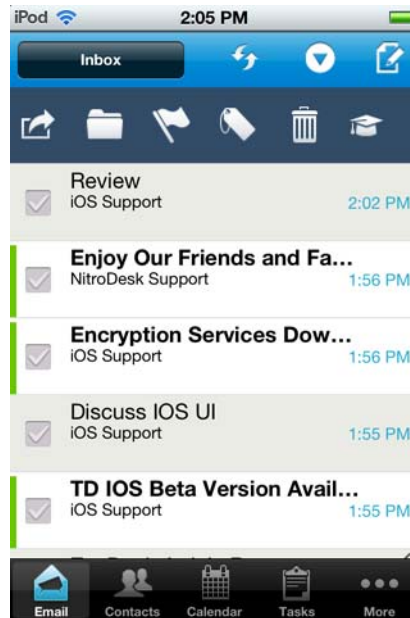 iPod 2:05 PM
Inbox
Review
iOS Support 2:02 PM
Enjoy Our Friends and Fa...
NitroDesk Support 1:56 PM
Encryption Services Dow...
iOS Support 1:56 PM
Discuss IOS UI
iOS Support 1:55 PM
TD IOS Beta Version Avail...
iOS Support 1:55 PM
Email Contacts Calendar Tasks More